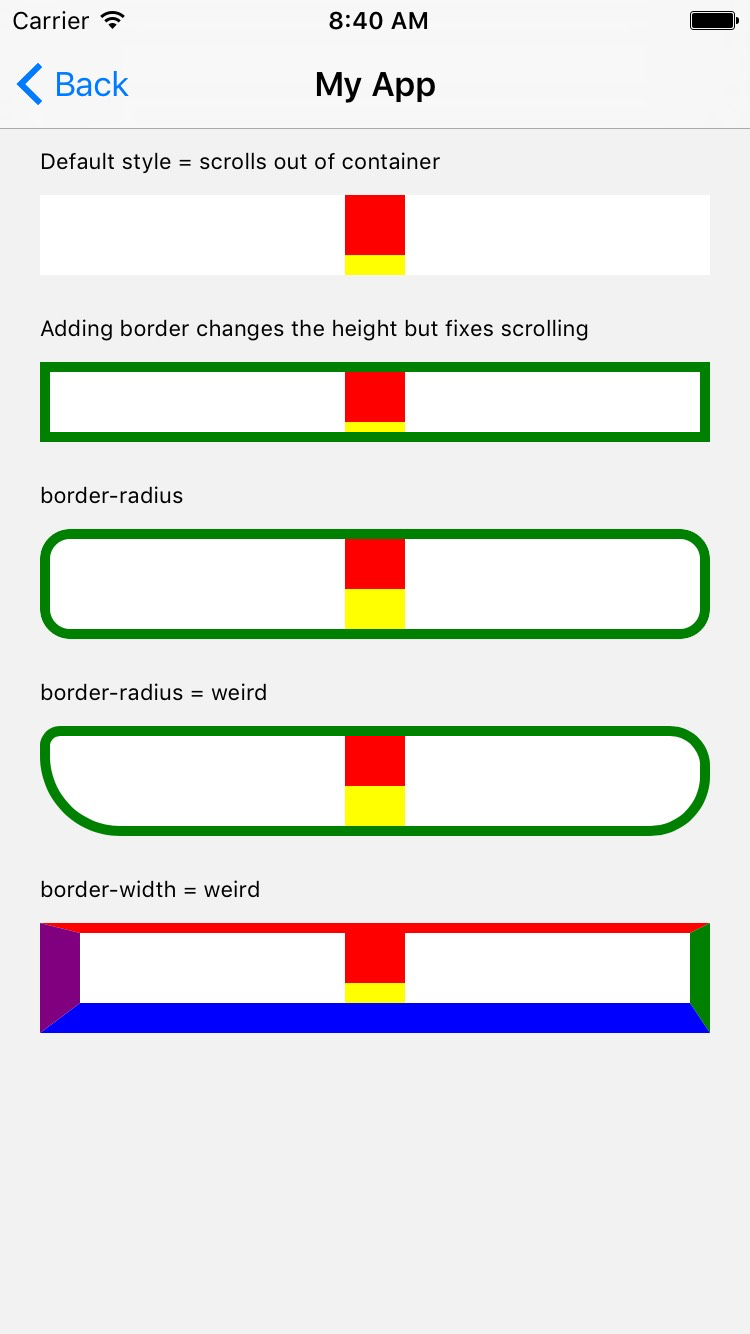 Carrier 8:40 AM
Back My App
Default style = scrolls out of container
Adding border changes the height but fixes scrolling
border-radius
border-radius = weird
border-width = weird